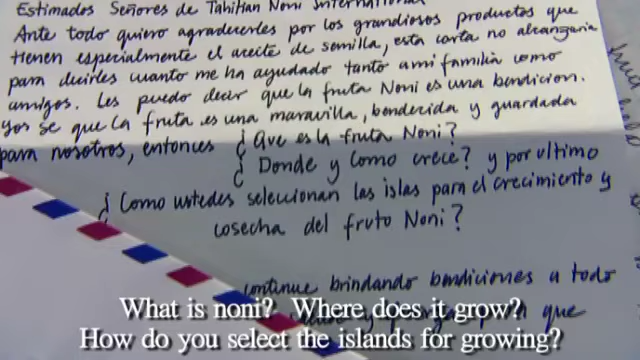 Estimados Señores de Tahitian Noni International
Ante todo quiero agradecerles por los grandiosos productos que
tienen especialmente el aceite de semilla, esta carta no alcanzaria
para decirles cuanto me ha ayudado tanto a mi familia como
amigos. Les puedo decir que la fruta Noni es una bendicion.
Yos se que la fruta es una maravilla, bendecida y guardada
para nosotros, entonces ¿Que es la fruta Noni?
¿ Donde y como crece? y por ultimo
¿Como ustedes seleccionan las islas para el crecimiento y
cosecha del fruto Noni?
continue brindando bendiciones a todo
y que
What is noni? Where does it grow?
How do you select the islands for growing?